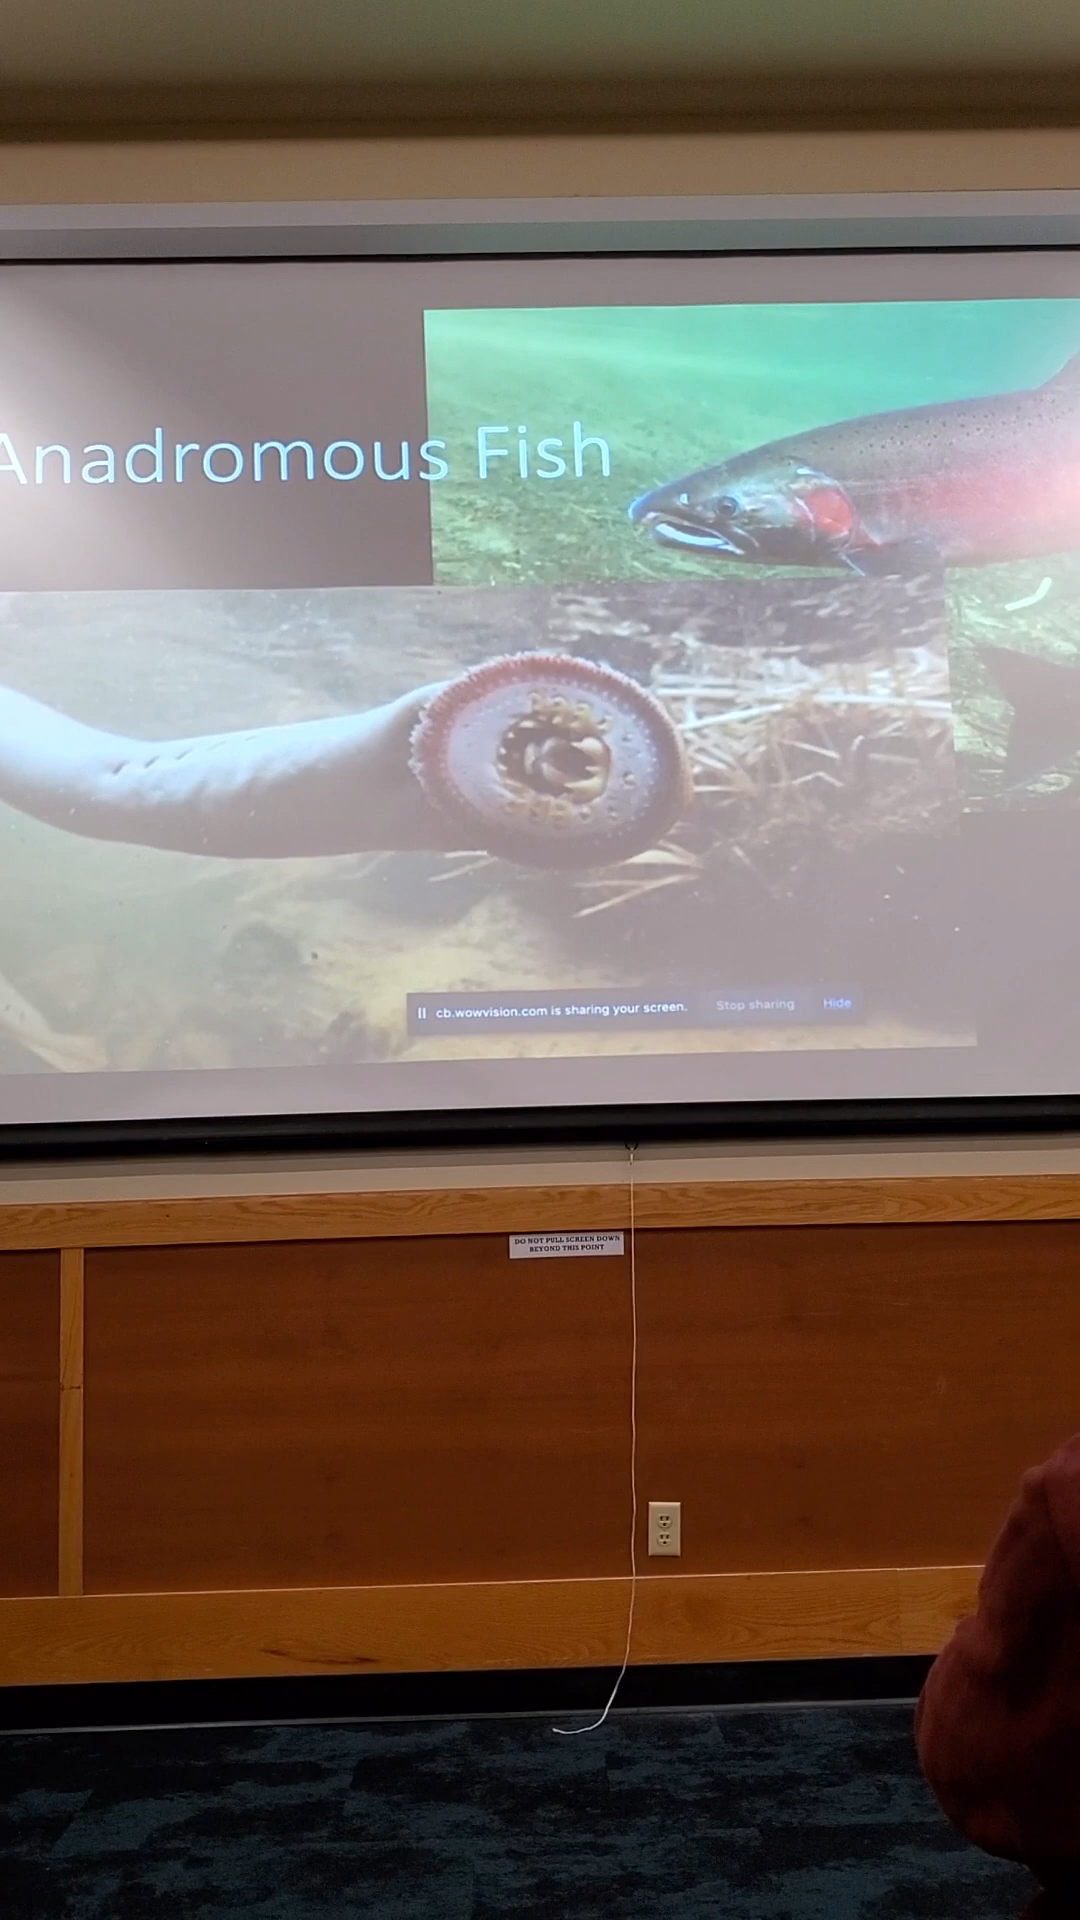 Anadromous Fish
cb.wowvision.com is sharing your screen. Stop sharing Hide
DO NOT PULL SCREEN DOWN
BEYOND THIS POINT